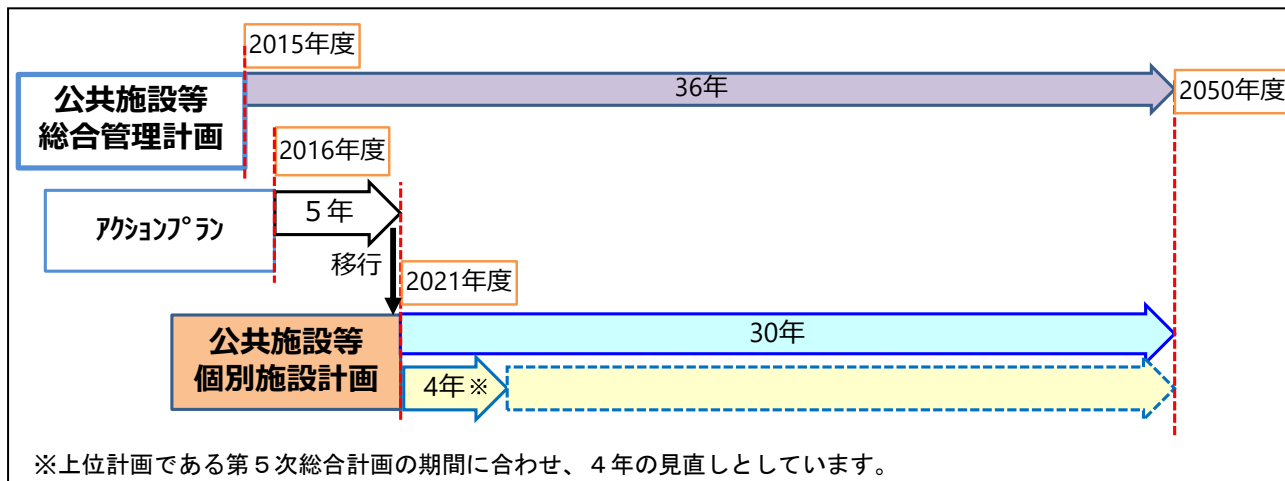 2015年度
36年
2050年度
公共施設等
総合管理計画
2016年度
ｱｸｼｮﾝﾌﾟﾗﾝ
５年
移行
2021年度
公共施設等
個別施設計画
30年
4年※
※上位計画である第５次総合計画の期間に合わせ、４年の見直しとしています。